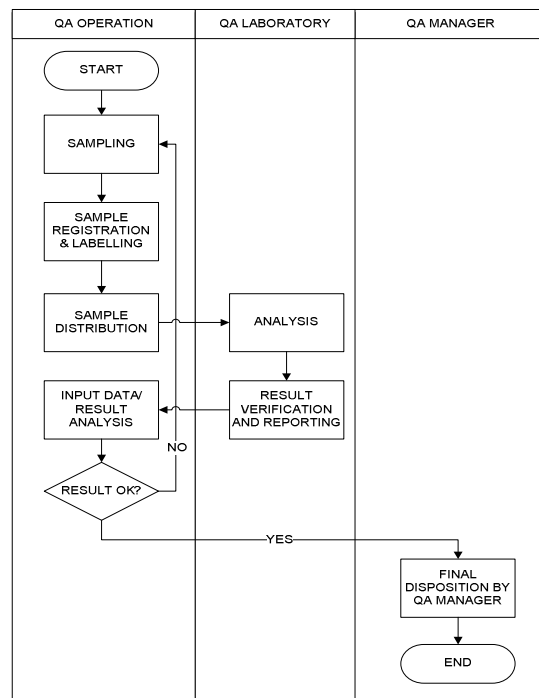 QA OPERATION
QA LABORATORY
QA MANAGER
START
SAMPLING
SAMPLE
REGISTRATION
& LABELLING
SAMPLE
DISTRIBUTION
ANALYSIS
INPUT DATA/
RESULT
ANALYSIS
RESULT
VERIFICATION
AND REPORTING
NO
RESULT OK?
YES
FINAL
DISPOSITION BY
QA MANAGER
END